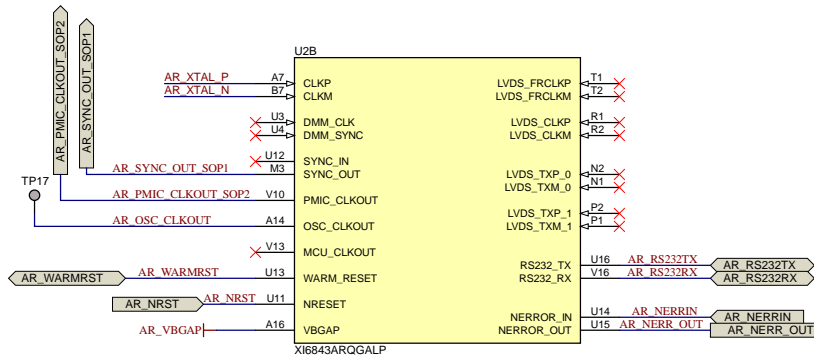 AR_PMIC_CLKOUT_SOP2
AR_SYNC_OUT_SOP1
U2B
AR_XTAL_P A7 CLKP
AR_XTAL_N B7 CLKM
U3 DMM_CLK
U4 DMM_SYNC
U12 SYNC_IN
AR_SYNC_OUT_SOP1 M3 SYNC_OUT
TP17
AR_PMIC_CLKOUT_SOP2 V10 PMIC_CLKOUT
AR_OSC_CLKOUT A14 OSC_CLKOUT
V13 MCU_CLKOUT
AR_WARMRST AR_WARMRST U13 WARM_RESET
AR_NRST AR_NRST U11 NRESET
AR_VBGAP A16 VBGAP
LVDS_FRCLKP T1
LVDS_FRCLKM T2
LVDS_CLKP R1
LVDS_CLKM R2
LVDS_TXP_0 N2
LVDS_TXM_0 N1
LVDS_TXP_1 P2
LVDS_TXM_1 P1
RS232_TX U16 AR_RS232TX AR_RS232TX
RS232_RX V16 AR_RS232RX AR_RS232RX
NERROR_IN U14 AR_NERRIN AR_NERRIN
NERROR_OUT U15 AR_NERR_OUT AR_NERR_OUT
XI6843ARQGALP